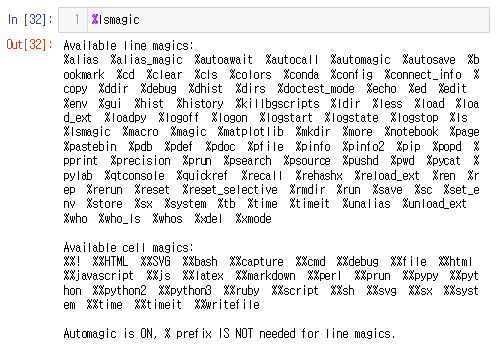 In [32]: 1 %lsmagic
Out[32]: Available line magics:
%alias %alias_magic %autoawait %autocall %automagic %autosave %b
ookmark %cd %clear %cls %colors %conda %config %connect_info %
copy %ddir %debug %dhist %dirs %doctest_mode %echo %ed %edit
%env %gui %hist %history %killbgscripts %ldir %less %load %loa
d_ext %loadpy %logoff %logon %logstart %logstate %logstop %ls
%lsmagic %macro %magic %matplotlib %mkdir %more %notebook %page
%pastebin %pdb %pdef %pdoc %pfile %pinfo %pinfo2 %pip %popd %
pprint %precision %prun %psearch %psource %pushd %pwd %pycat %
pylab %qtconsole %quickref %recall %rehashx %reload_ext %ren %r
ep %rerun %reset %reset_selective %rmdir %run %save %sc %set_e
nv %store %sx %system %tb %time %timeit %unalias %unload_ext
%who %who_ls %whos %xdel %xmode
Available cell magics:
%%! %%HTML %%SVG %%bash %%capture %%cmd %%debug %%file %%html
%%javascript %%js %%latex %%markdown %%perl %%prun %%pypy %%pyt
hon %%python2 %%python3 %%ruby %%script %%sh %%svg %%sx %%syst
em %%time %%timeit %%writefile
Automagic is ON, % prefix IS NOT needed for line magics.